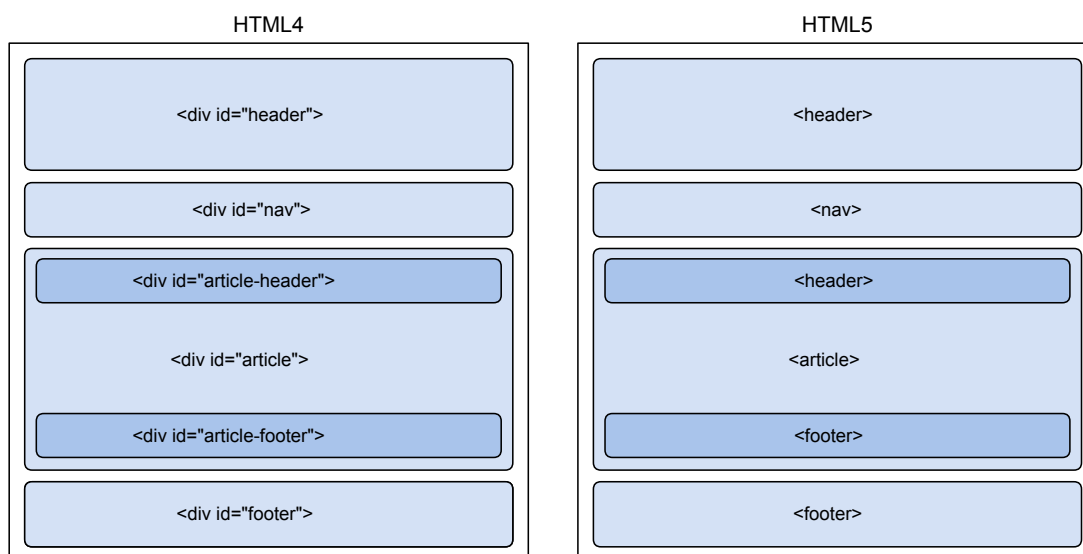 HTML4
<div id="header">
<div id="nav">
<div id="article-header">
<div id="article">
<div id="article-footer">
<div id="footer">
HTML5
<header>
<nav>
<header>
<article>
<footer>
<footer>